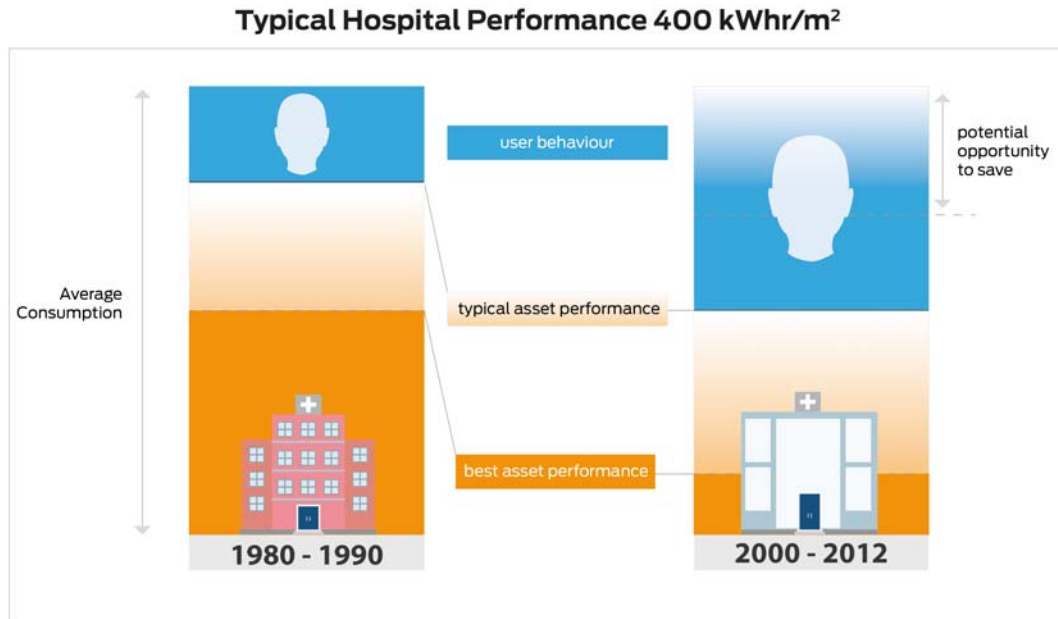 Typical Hospital Performance 400 kWhr/m²
user behaviour
potential
opportunity
to save
Average
Consumption
typical asset performance
best asset performance
1980 - 1990
2000 - 2012